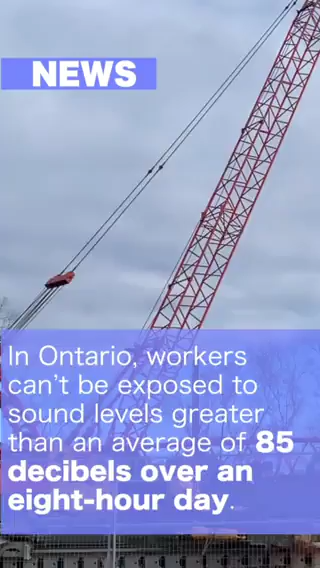 NEWS
In Ontario, workers
can't be exposed to
sound levels greater
than an average of 85
decibels over an
eight-hour day.